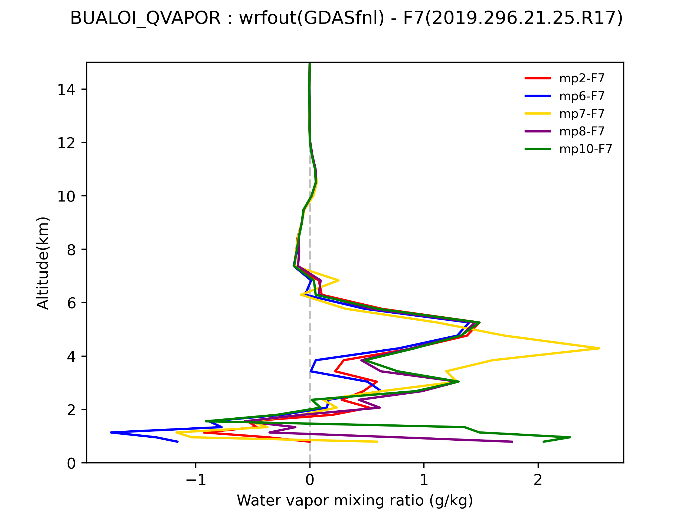 BUALOI_QVAPOR : wrfout(GDASfnl) - F7(2019.296.21.25.R17)
mp2-F7
mp6-F7
mp7-F7
mp8-F7
mp10-F7
Altitude(km)
14
12
10
8
6
4
2
0
−1
0
1
2
Water vapor mixing ratio (g/kg)